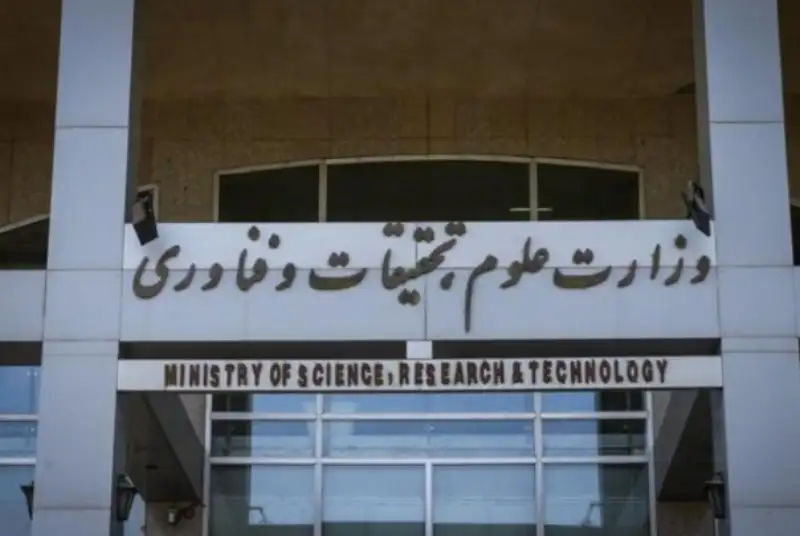 وزارت علوم، تحقیقات و فناوری
MINISTRY OF SCIENCE, RESEARCH & TECHNOLOGY